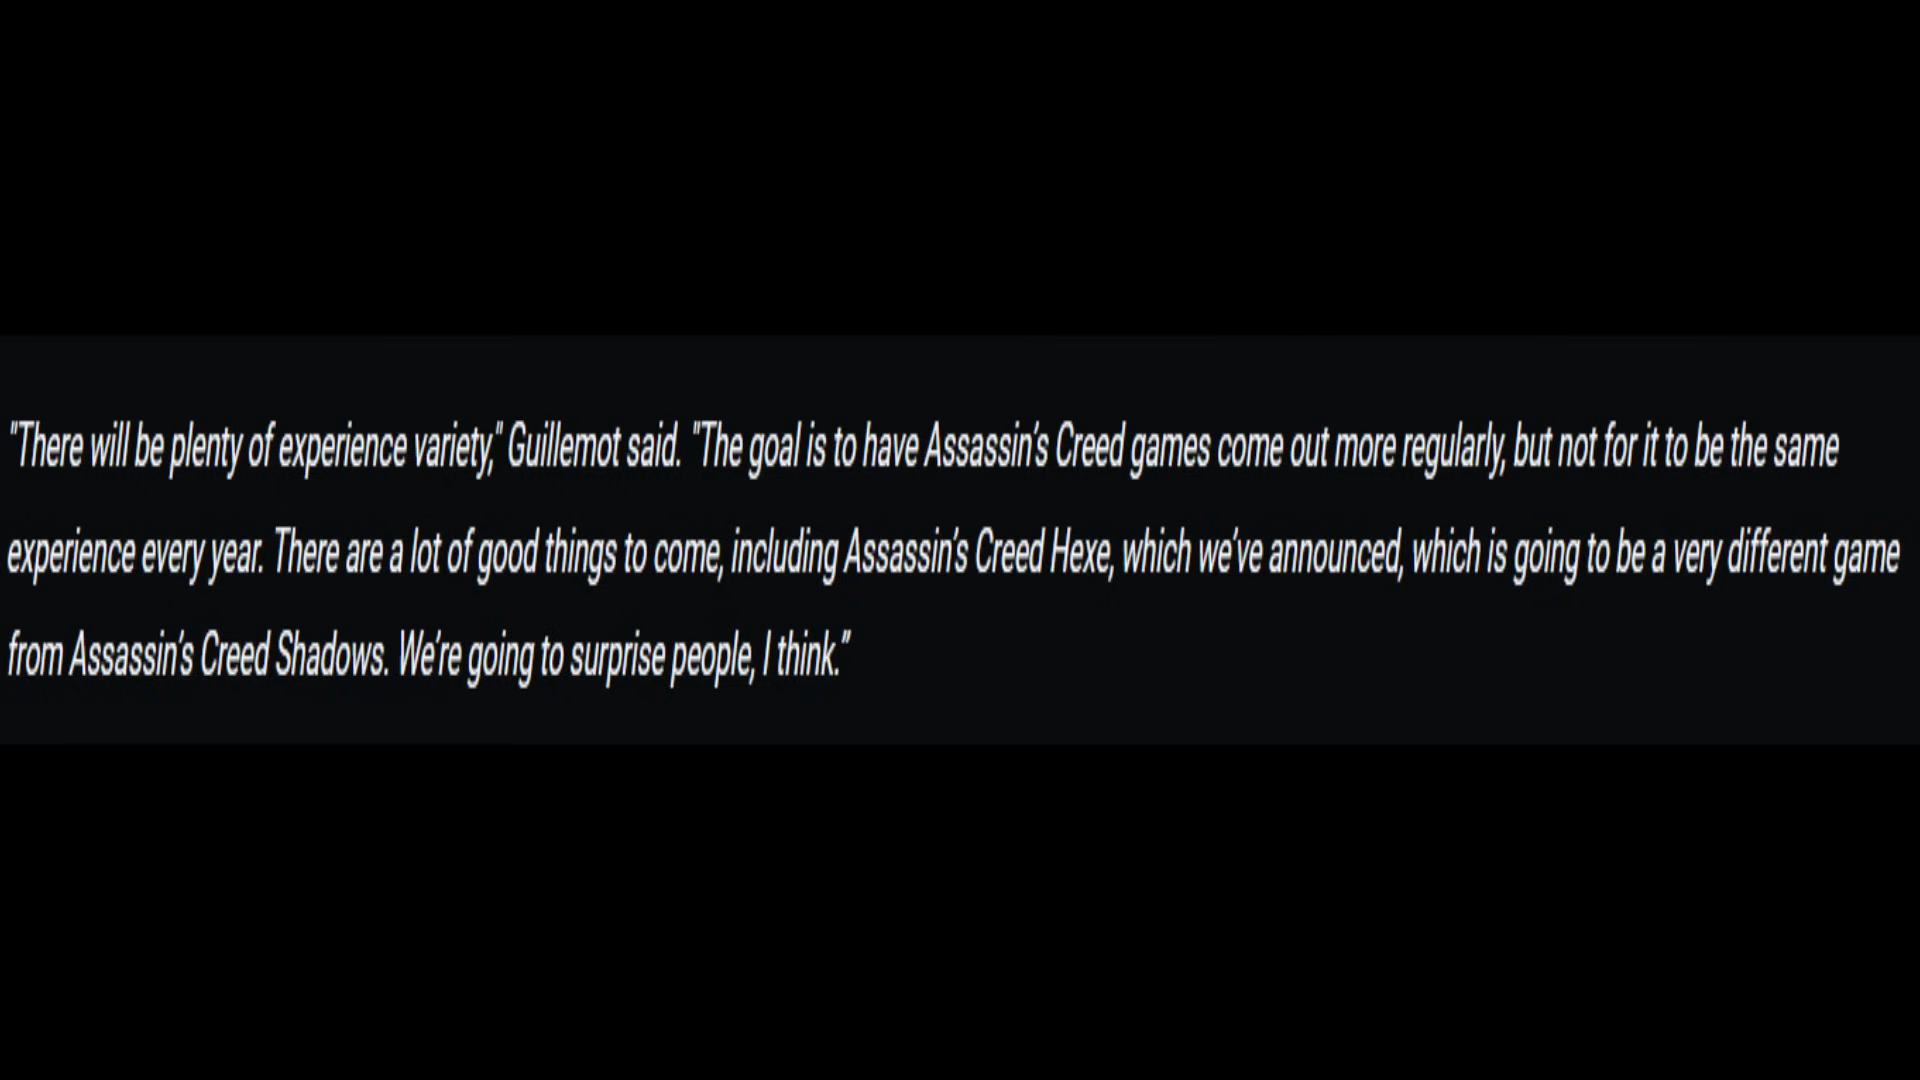 "There will be plenty of experience variety," Guillemot said. "The goal is to have Assassin’s Creed games come out more regularly, but not for it to be the same
experience every year. There are a lot of good things to come, including Assassin’s Creed Hexe, which we’ve announced, which is going to be a very different game
from Assassin’s Creed Shadows. We’re going to surprise people, I think."